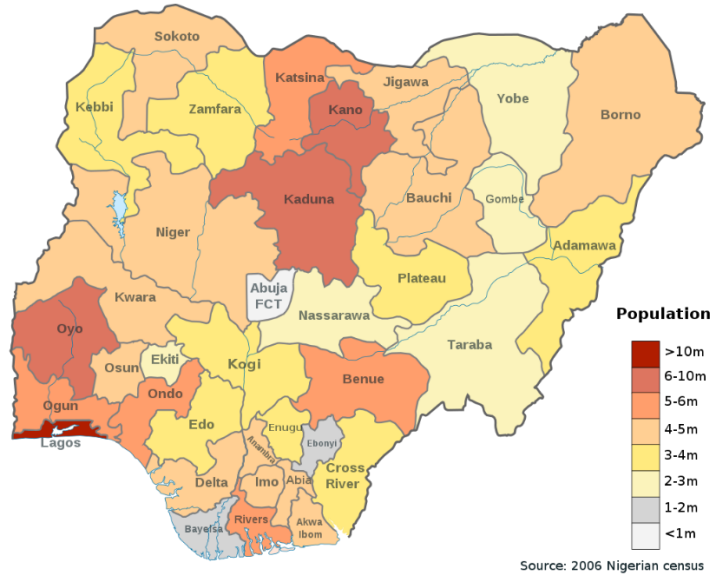 Sokoto
Katsina
Jigawa
Kebbi
Zamfara
Kano
Yobe
Borno
Kaduna
Bauchi
Gombe
Niger
Adamawa
Plateau
Abuja
FCT
Kwara
Nassarawa
Oyo
Taraba
Ekiti
Osun
Kogi
Benue
Ondo
Ogun
Edo
Enugu
Anambra
Ebonyi
Lagos
Cross
River
Delta
Imo
Abia
Bayelsa
Rivers
Akwa
Ibom
Population
>10m
6-10m
5-6m
4-5m
3-4m
2-3m
1-2m
<1m
Source: 2006 Nigerian census